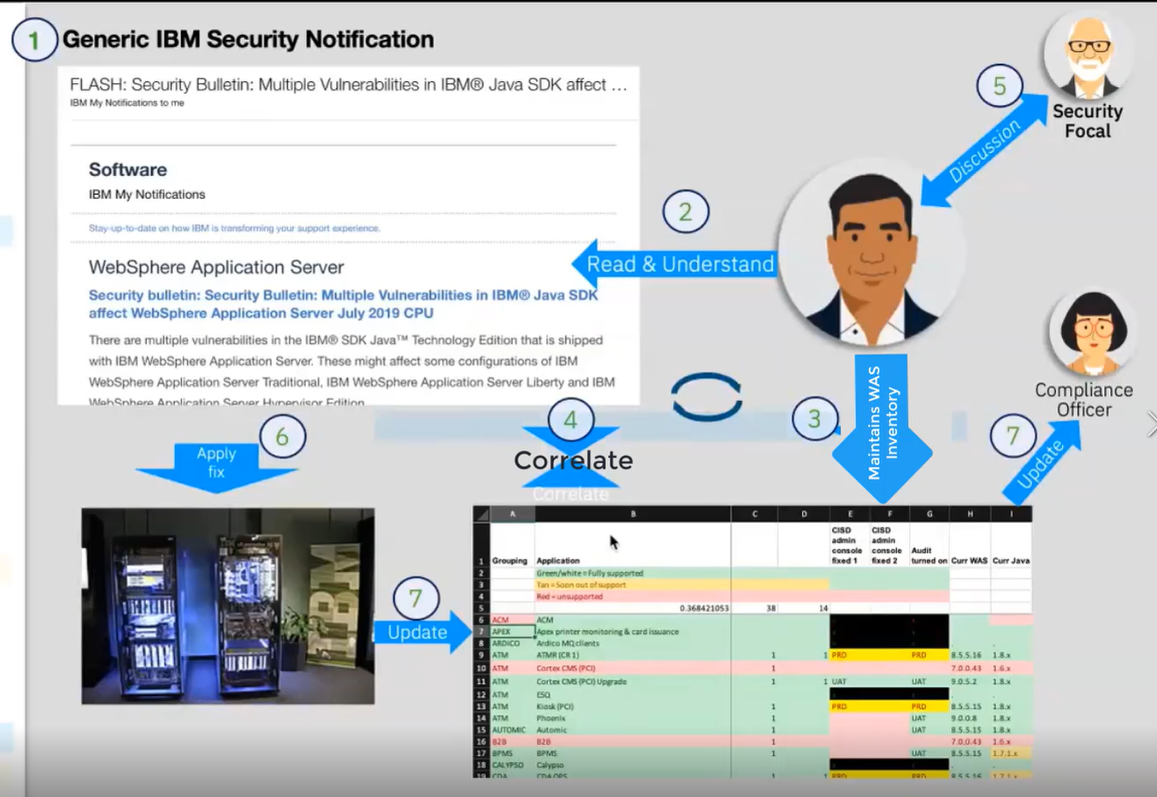 1 Generic IBM Security Notification
FLASH: Security Bulletin: Multiple Vulnerabilities in IBM® Java SDK affect …
IBM My Notifications to me
Software
IBM My Notifications
Stay-up-to-date on how IBM is transforming your support experience.
WebSphere Application Server
Security bulletin: Security Bulletin: Multiple Vulnerabilities in IBM® Java SDK
affect WebSphere Application Server July 2019 CPU
There are multiple vulnerabilities in the IBM® SDK Java™ Technology Edition that is shipped
with IBM WebSphere Application Server. These might affect some configurations of IBM
WebSphere Application Server Traditional, IBM WebSphere Application Server Liberty and IBM
WebSphere Application Server Hypervisor Edition
2
Read & Understand
5
Discussion
Security
Focal
3
Maintains WAS
Inventory
Compliance
Officer
7
Update
4
Correlate
Correlate
6
Apply
fix
7
Update
A B C D E F G H I
1 Grouping Application CISD admin console fixed 1 CISD admin console fixed 2 Audit turned on Curr WAS Curr Java
2 Green/white = Fully supported
3 Tan = Soon out of support
4 Red = unsupported
5 0.368421053 38 14
6 ACM ACM
7 APEX Apex printer monitoring & card issuance
8 ARDICO Ardico MQ clients
9 ATM ATMR (CR 1) 1 1 PRD PRD 8.5.5.16 1.8.x
10 ATM Cortex CMS (PCI) 1 7.0.0.43 1.6.x
11 ATM Cortex CMS (PCI) Upgrade 1 1 UAT UAT 9.0.5.2 1.8.x
12 ATM ESQ
13 ATM Kiosk (PCI) 1 PRD PRD 8.5.5.15 1.8.x
14 ATM Phoenix 1 UAT 9.0.0.8 1.8.x
15 AUTOMIC Automic 1 UAT 8.5.5.15 1.8.x
16 B2B B2B 1 7.0.0.43 1.6.x
17 BPMS BPMS 1 UAT 8.5.5.15 1.7.1.x
18 CALYPSO Calypso
19 CDA CDA OPS 1 1 PRD PRD 8.5.5.16 1.7.1.x